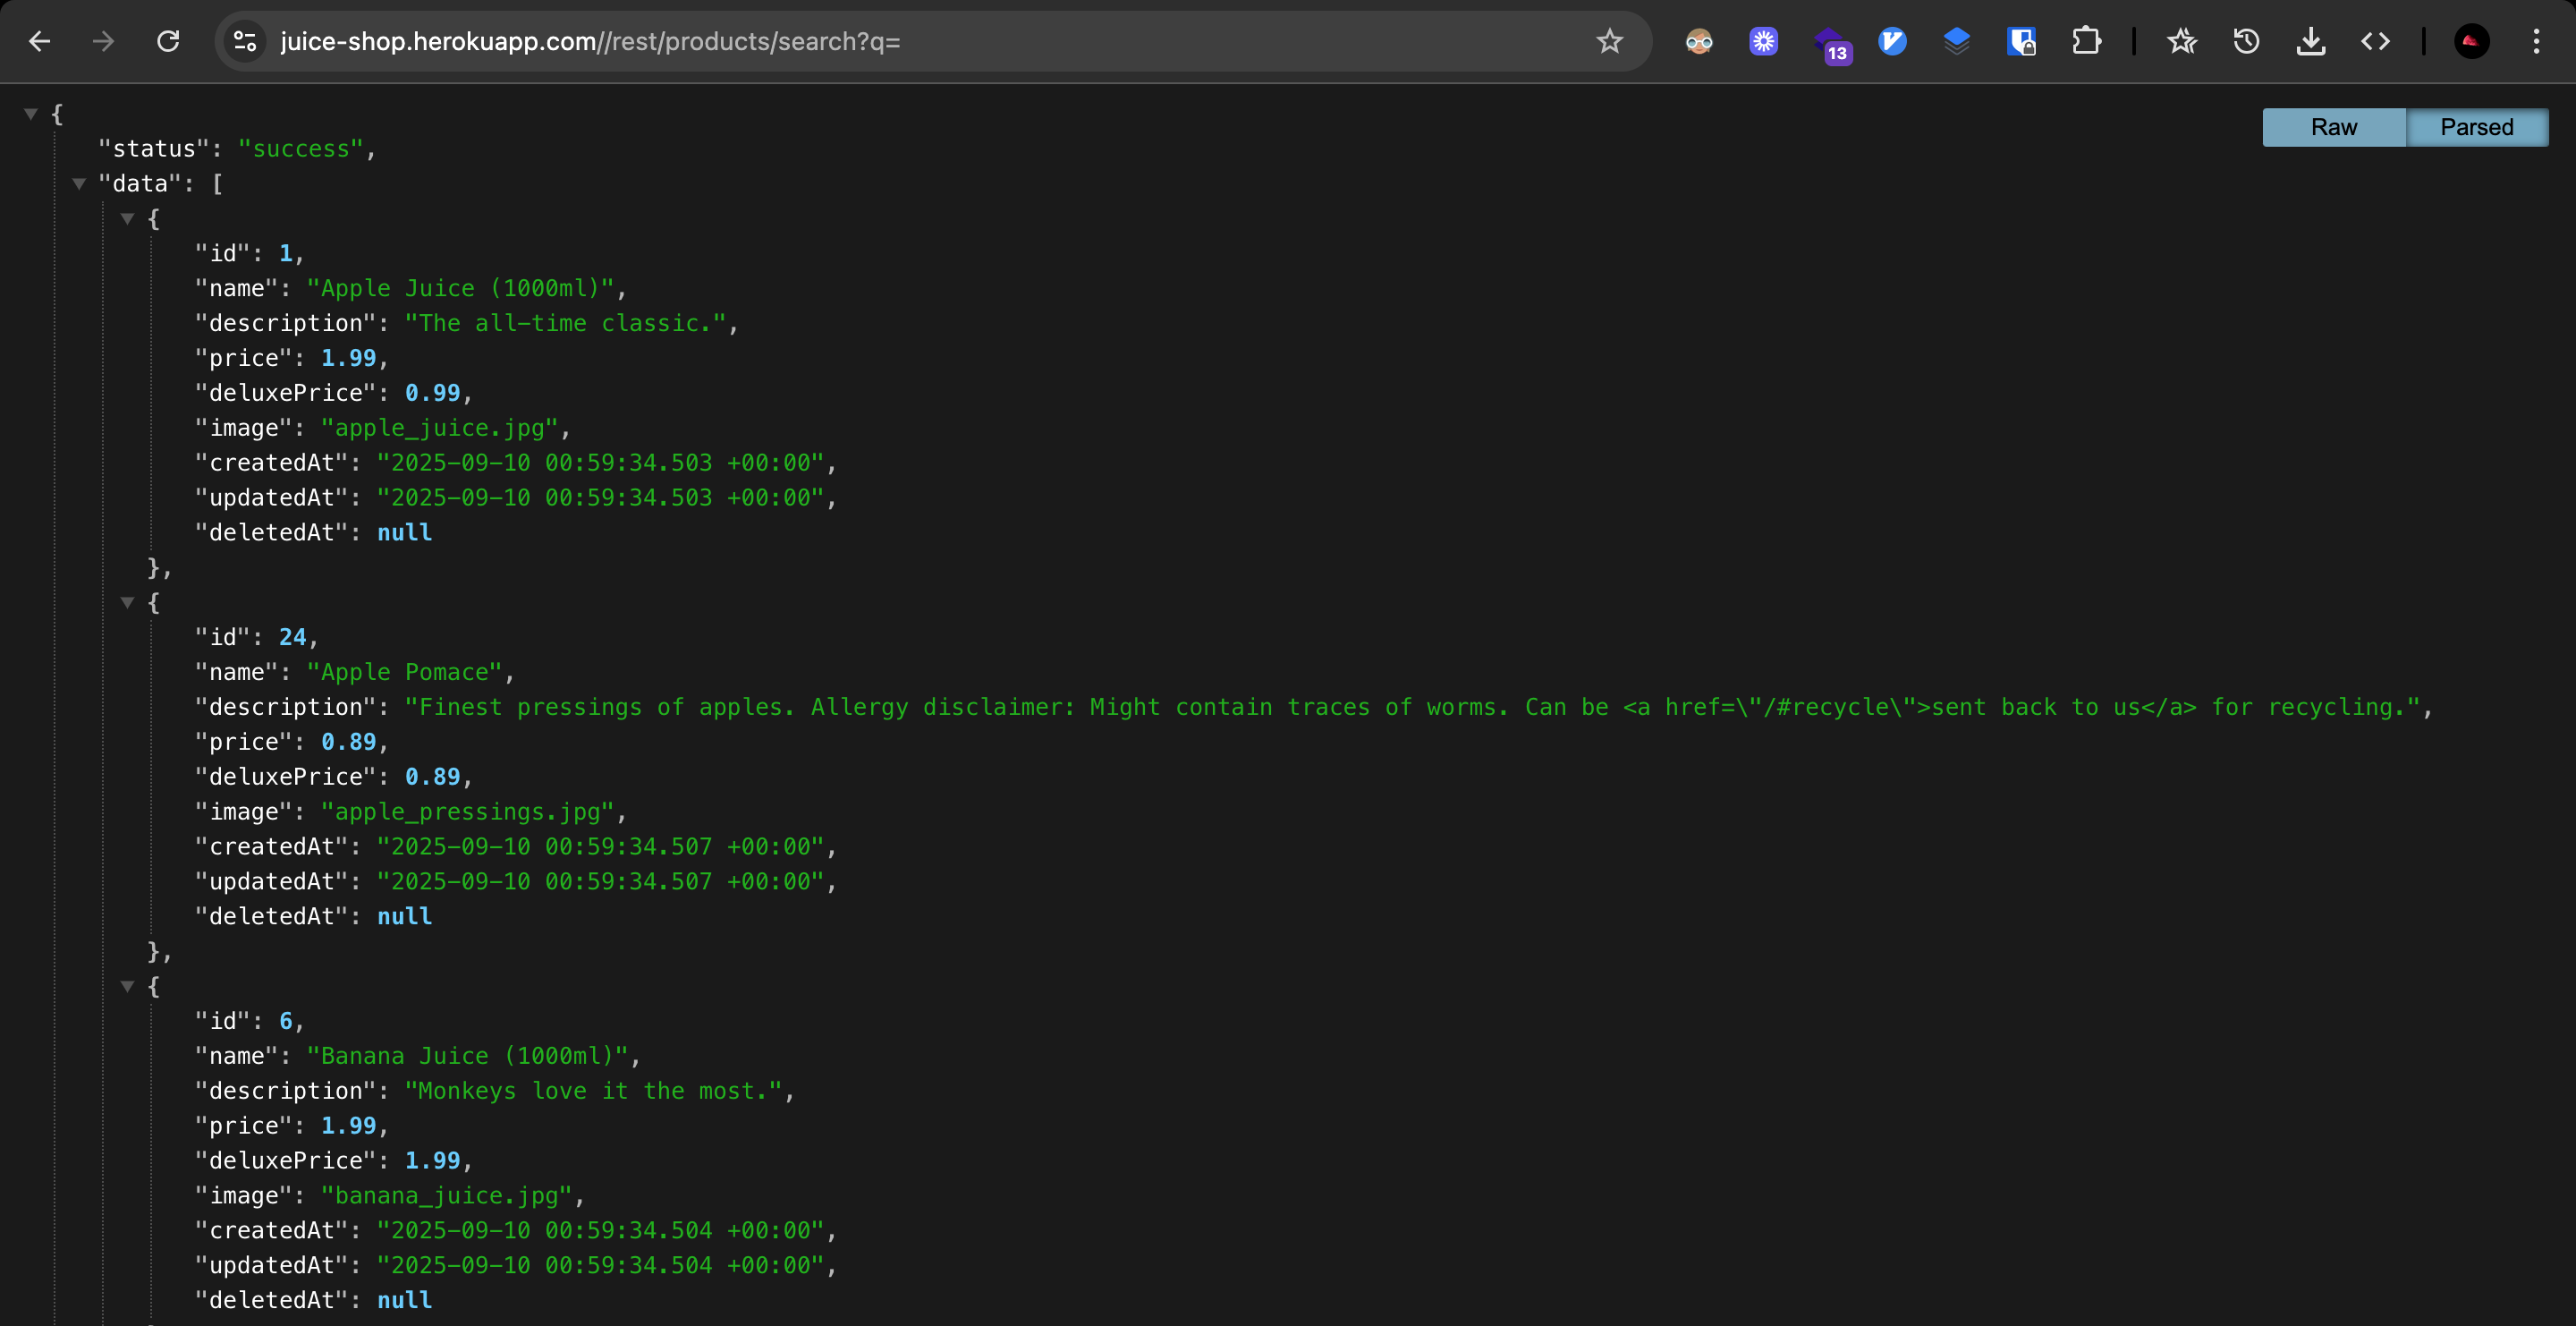 juice-shop.herokuapp.com//rest/products/search?q=
13
Raw Parsed
{
"status": "success",
"data": [
{
"id": 1,
"name": "Apple Juice (1000ml)",
"description": "The all-time classic.",
"price": 1.99,
"deluxePrice": 0.99,
"image": "apple_juice.jpg",
"createdAt": "2025-09-10 00:59:34.503 +00:00",
"updatedAt": "2025-09-10 00:59:34.503 +00:00",
"deletedAt": null
},
{
"id": 24,
"name": "Apple Pomace",
"description": "Finest pressings of apples. Allergy disclaimer: Might contain traces of worms. Can be <a href=\"/#recycle\">sent back to us</a> for recycling.",
"price": 0.89,
"deluxePrice": 0.89,
"image": "apple_pressings.jpg",
"createdAt": "2025-09-10 00:59:34.507 +00:00",
"updatedAt": "2025-09-10 00:59:34.507 +00:00",
"deletedAt": null
},
{
"id": 6,
"name": "Banana Juice (1000ml)",
"description": "Monkeys love it the most.",
"price": 1.99,
"deluxePrice": 1.99,
"image": "banana_juice.jpg",
"createdAt": "2025-09-10 00:59:34.504 +00:00",
"updatedAt": "2025-09-10 00:59:34.504 +00:00",
"deletedAt": null